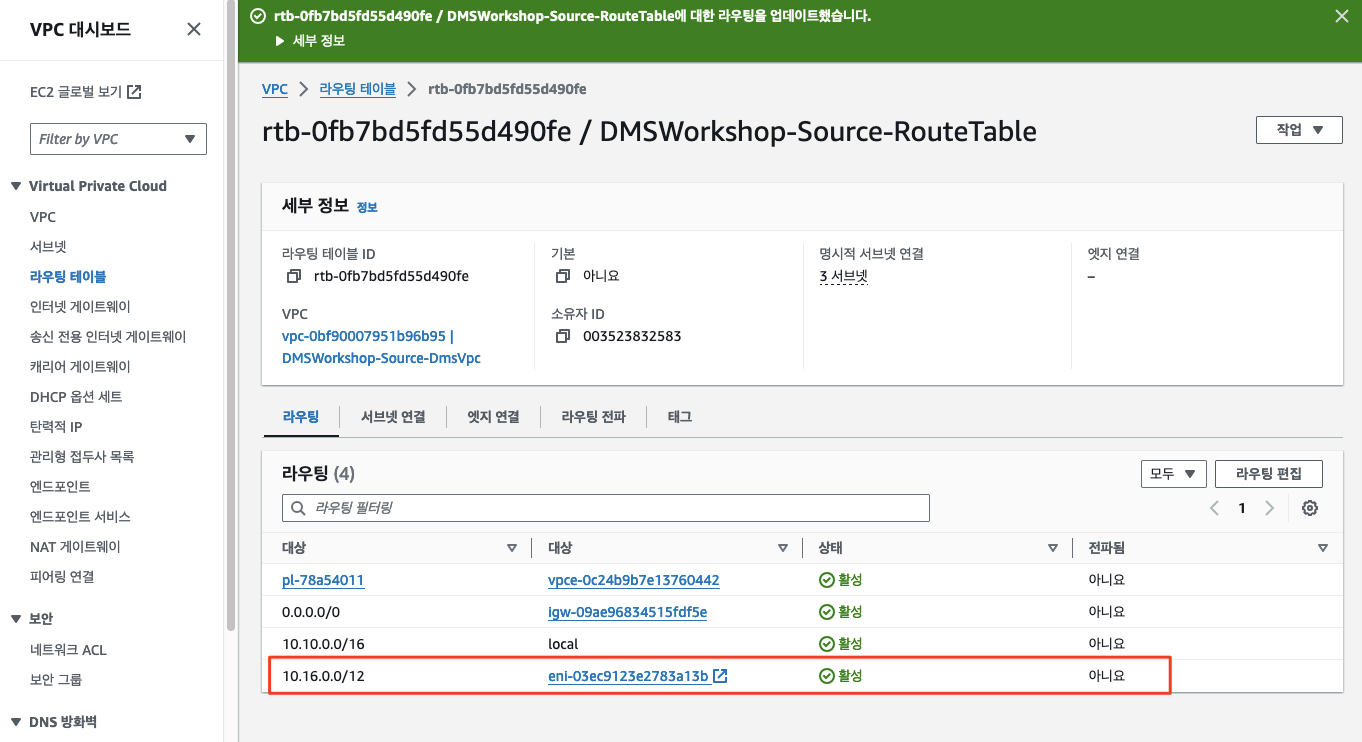 VPC 대시보드
EC2 글로벌 보기
Filter by VPC
Virtual Private Cloud
VPC
서브넷
라우팅 테이블
인터넷 게이트웨이
송신 전용 인터넷 게이트웨이
캐리어 게이트웨이
DHCP 옵션 세트
탄력적 IP
관리형 접두사 목록
엔드포인트
엔드포인트 서비스
NAT 게이트웨이
피어링 연결
보안
네트워크 ACL
보안 그룹
DNS 방화벽
rtb-0fb7bd5fd55d490fe / DMSWorkshop-Source-RouteTable에 대한 라우팅을 업데이트했습니다.
세부 정보
VPC 라우팅 테이블 rtb-0fb7bd5fd55d490fe
rtb-0fb7bd5fd55d490fe / DMSWorkshop-Source-RouteTable
작업
세부 정보 정보
라우팅 테이블 ID
rtb-0fb7bd5fd55d490fe
기본
아니요
명시적 서브넷 연결
3 서브넷
엣지 연결
–
VPC
vpc-0bf90007951b96b95 |
DMSWorkshop-Source-DmsVpc
소유자 ID
003523832583
라우팅 서브넷 연결 엣지 연결 라우팅 전파 태그
라우팅 (4)
모두 라우팅 편집
라우팅 필터링
1
대상 대상 상태 전파됨
pl-78a54011 vpce-0c24b9b7e13760442 활성 아니요
0.0.0.0/0 igw-09ae96834515fdf5e 활성 아니요
10.10.0.0/16 local 활성 아니요
10.16.0.0/12 eni-03ec9123e2783a13b 활성 아니요